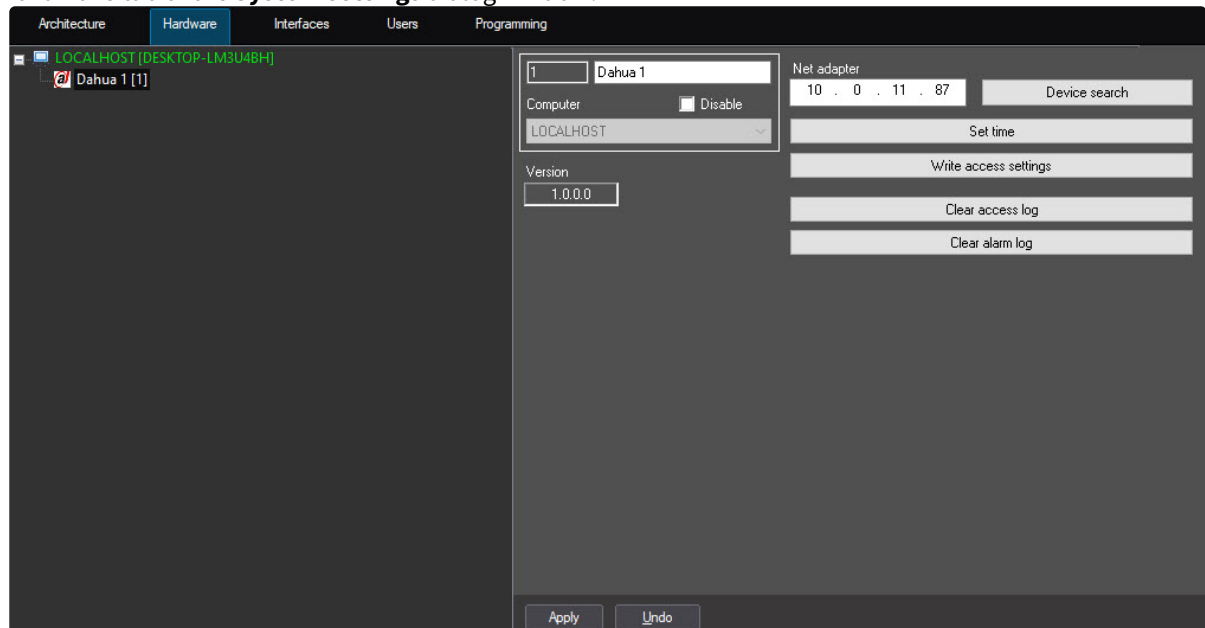 Architecture Hardware Interfaces Users Programming
LOCALHOST [DESKTOP-LM3U4BH]
Dahua 1 [1]
1 Dahua 1
Computer Disable
LOCALHOST
Version
1.0.0.0
Net adapter
10 . 0 . 11 . 87 Device search
Set time
Write access settings
Clear access log
Clear alarm log
Apply Undo